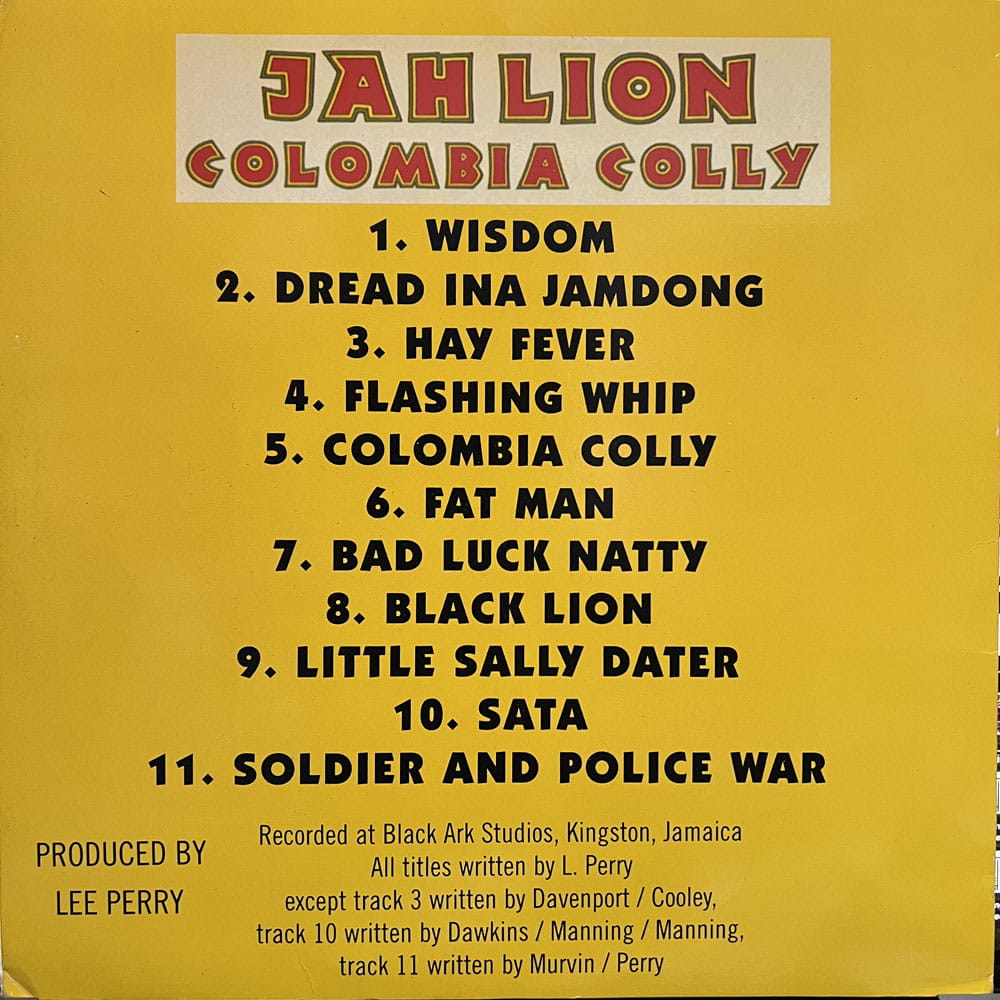 JAH LION
COLOMBIA COLLY
1. WISDOM
2. DREAD INA JAMDONG
3. HAY FEVER
4. FLASHING WHIP
5. COLOMBIA COLLY
6. FAT MAN
7. BAD LUCK NATTY
8. BLACK LION
9. LITTLE SALLY DATER
10. SATA
11. SOLDIER AND POLICE WAR
PRODUCED BY
LEE PERRY
Recorded at Black Ark Studios, Kingston, Jamaica
All titles written by L. Perry
except track 3 written by Davenport / Cooley,
track 10 written by Dawkins / Manning / Manning,
track 11 written by Murvin / Perry